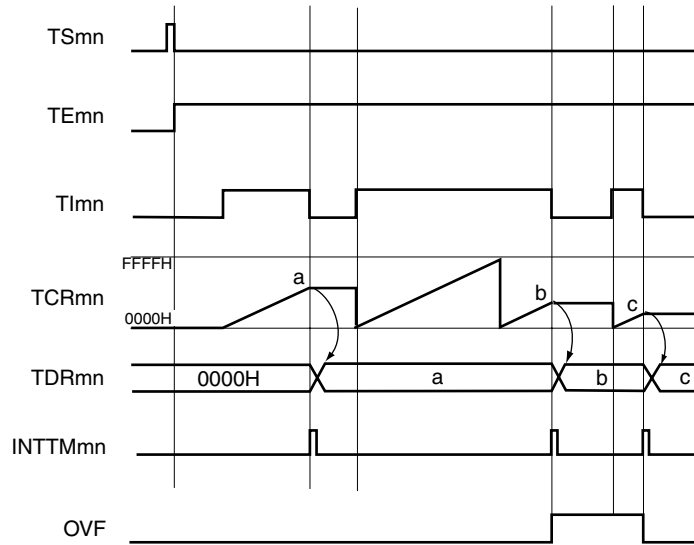 TSmn
TEmn
TImn
FFFFH
a
b
c
TCRmn
0000H
TDRmn
0000H
a
b
c
INTTMmn
OVF